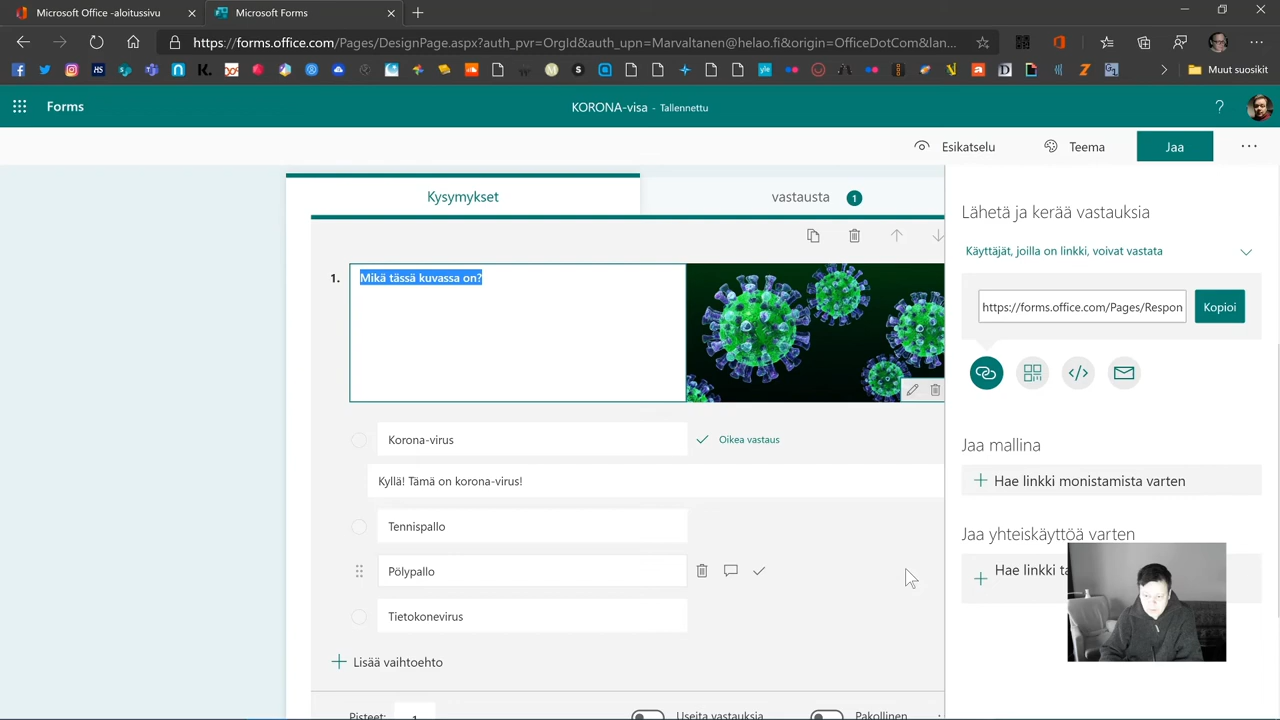 Microsoft Office -aloitussivu
Microsoft Forms
https://forms.office.com/Pages/DesignPage.aspx?auth_pvr=OrgId&auth_upn=Marvaltanen@helao.fi&origin=OfficeDotCom&lan...
Muut suosikit
Forms
KORONA-visa - Tallennettu
?
Esikatselu
Teema
Jaa
Kysymykset
vastausta 1
1. Mikä tässä kuvassa on?
Korona-virus
Oikea vastaus
Kyllä! Tämä on korona-virus!
Tennispallo
Pölypallo
Tietokonevirus
Lisää vaihtoehto
Pisteet: 1
Useita vastauksia
Pakollinen
Lähetä ja kerää vastauksia
Käyttäjät, joilla on linkki, voivat vastata
https://forms.office.com/Pages/Respon
Kopioi
Jaa mallina
Hae linkki monistamista varten
Jaa yhteiskäyttöä varten
Hae linkki